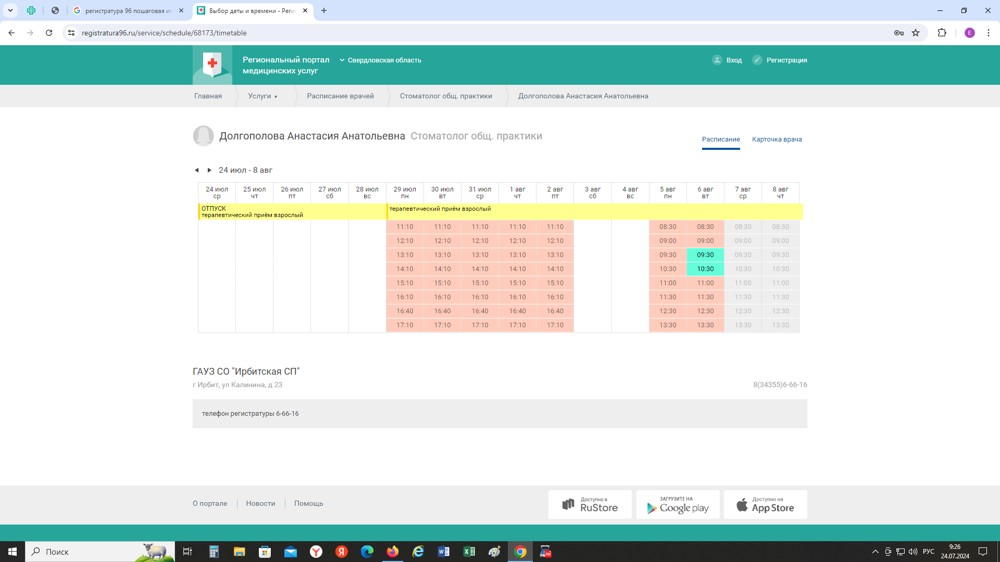 регистратура 96 пошаговая ин
Выбор даты и времени - Реги
registratura96.ru/service/schedule/68173/timetable
E
Региональный портал
медицинских услуг
Свердловская область
Вход
Регистрация
Главная
Услуги ▾
Расписание врачей
Стоматолог общ. практики
Долгополова Анастасия Анатольевна
Долгополова Анастасия Анатольевна Стоматолог общ. практики
Расписание
Карточка врача
24 июл - 8 авг
24 июл 25 июл 26 июл 27 июл 28 июл 29 июл 30 июл 31 июл 1 авг 2 авг 3 авг 4 авг 5 авг 6 авг 7 авг 8 авг
ср чт пт сб вс пн вт ср чт пт сб вс пн вт ср чт
ОТПУСК
терапевтический приём взрослый
терапевтический приём взрослый
11:10 11:10 11:10 11:10 11:10 08:30 08:30 08:30 08:30
12:10 12:10 12:10 12:10 12:10 09:00 09:00 09:00 09:00
13:10 13:10 13:10 13:10 13:10 09:30 09:30 09:30 09:30
14:10 14:10 14:10 14:10 14:10 10:30 10:30 10:30 10:30
15:10 15:10 15:10 15:10 15:10 11:00 11:00 11:00 11:00
16:10 16:10 16:10 16:10 16:10 11:30 11:30 11:30 11:30
16:40 16:40 16:40 16:40 16:40 12:30 12:30 12:30 12:30
17:10 17:10 17:10 17:10 17:10 13:30 13:30 13:30 13:30
ГАУЗ СО "Ирбитская СП"
г Ирбит, ул Калинина, д 23
8(34355)6-66-16
телефон регистратуры 6-66-16
О портале
Новости
Помощь
Доступно в
RuStore
ЗАГРУЗИТЕ НА
Google play
Доступно на
App Store
Поиск
РУС
9:26
24.07.2024